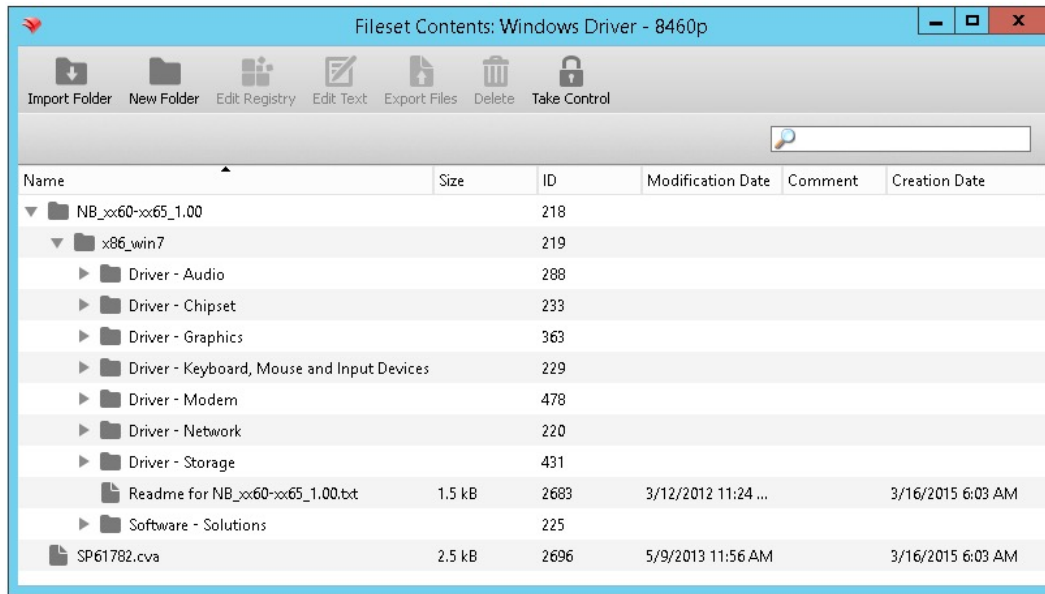 Fileset Contents: Windows Driver - 8460p
Import Folder New Folder Edit Registry Edit Text Export Files Delete Take Control
Name Size ID Modification Date Comment Creation Date
NB_xx60-xx65_1.00 218
x86_win7 219
Driver - Audio 288
Driver - Chipset 233
Driver - Graphics 363
Driver - Keyboard, Mouse and Input Devices 229
Driver - Modem 478
Driver - Network 220
Driver - Storage 431
Readme for NB_xx60-xx65_1.00.txt 1.5 kB 2683 3/12/2012 11:24 ... 3/16/2015 6:03 AM
Software - Solutions 225
SP61782.cva 2.5 kB 2696 5/9/2013 11:56 AM 3/16/2015 6:03 AM